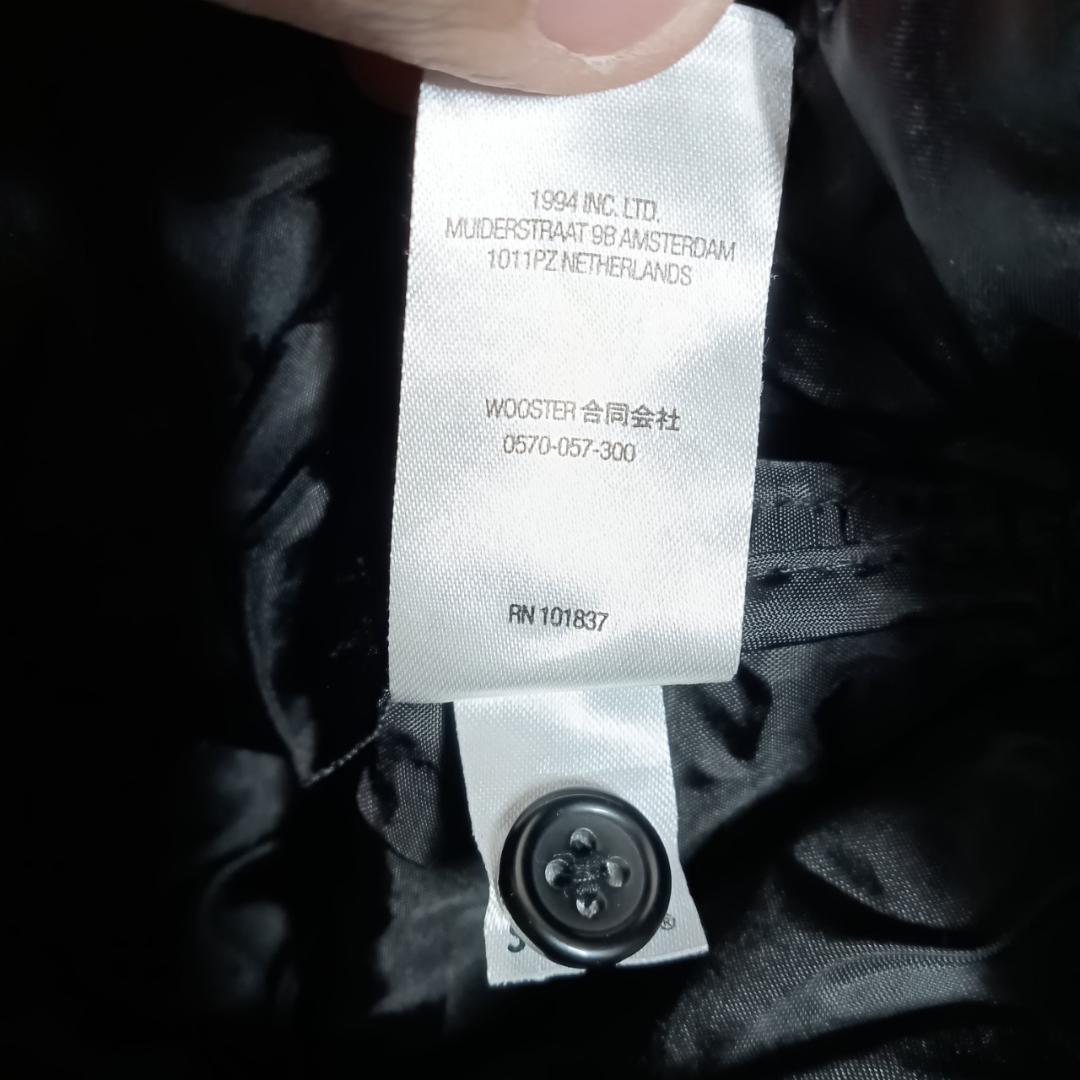 1994 INC. LTD.
MUIDERSTRAAT 9B AMSTERDAM
1011PZ NETHERLANDS
WOOSTER 合同会社
0570-057-300
RN 101837
S ®